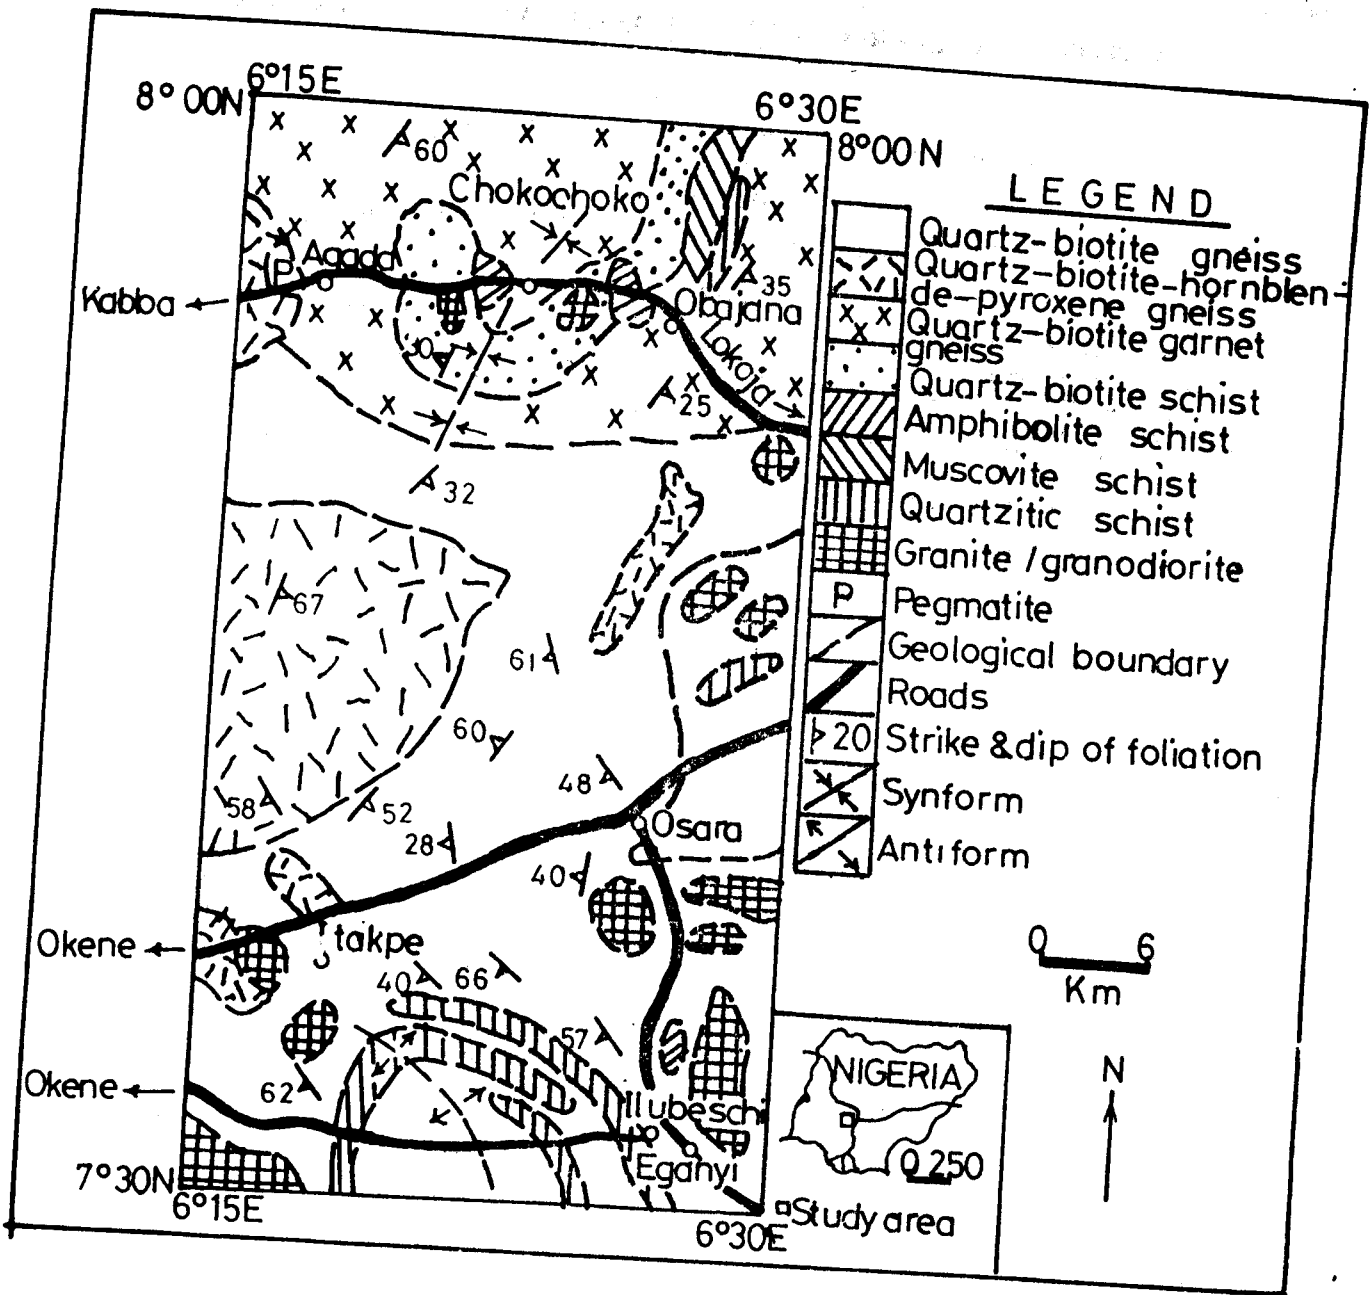 6°15E
8°00N
6°30E
8°00N
60
Chokochoko
P
Agada
Kabba
35
Obajana
Lokoja
25
32
67
61
60
48
58
52
28
Osara
40
Okene
takpe
40
66
57
Okene
62
Ilubeschi
Eganyi
7°30N
6°15E
6°30E
LEGEND
Quartz-biotite gneiss
Quartz-biotite-hornblen-
de-pyroxene gneiss
Quartz-biotite garnet
gneiss
Quartz-biotite schist
Amphibolite schist
Muscovite schist
Quartzitic schist
Granite/granodiorite
P Pegmatite
Geological boundary
Roads
20 Strike & dip of foliation
Synform
Antiform
0 6
Km
N
NIGERIA
0 250
Study area